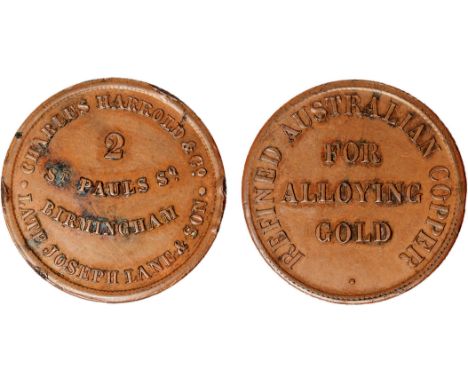 CHARLES HARROLD & Co.
2
St. PAULS Sq.
BIRMINGHAM
LATE JOSEPH LANE & SON
REFINED AUSTRALIAN COPPER
FOR
ALLOYING
GOLD